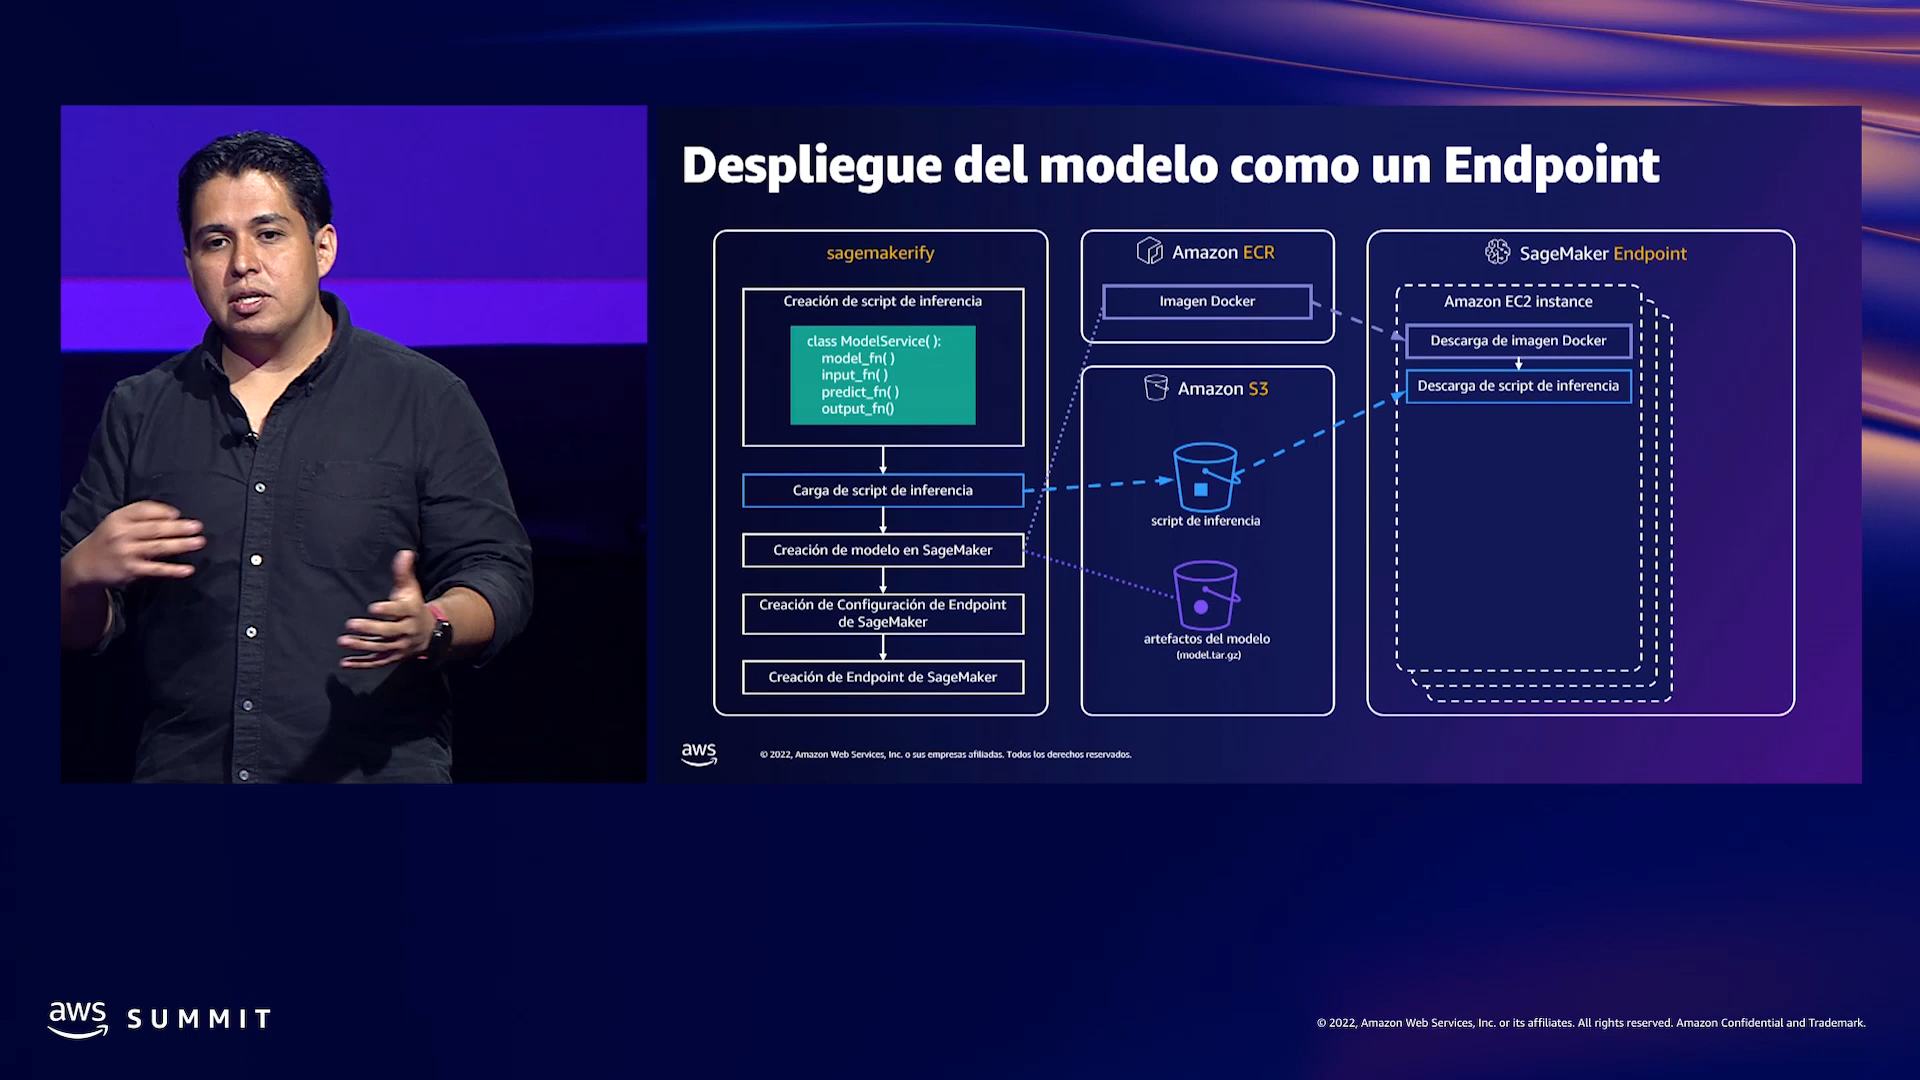 Despliegue del modelo como un Endpoint
sagemakerify
Creación de script de inferencia
class ModelService( ):
model_fn( )
input_fn( )
predict_fn( )
output_fn()
Carga de script de inferencia
Creación de modelo en SageMaker
Creación de Configuración de Endpoint
de SageMaker
Creación de Endpoint de SageMaker
Amazon ECR
Imagen Docker
Amazon S3
script de inferencia
artefactos del modelo
(model.tar.gz)
SageMaker Endpoint
Amazon EC2 instance
Descarga de imagen Docker
Descarga de script de inferencia
aws
© 2022, Amazon Web Services, Inc. o sus empresas afiliadas. Todos los derechos reservados.
aws SUMMIT
© 2022, Amazon Web Services, Inc. or its affiliates. All rights reserved. Amazon Confidential and Trademark.